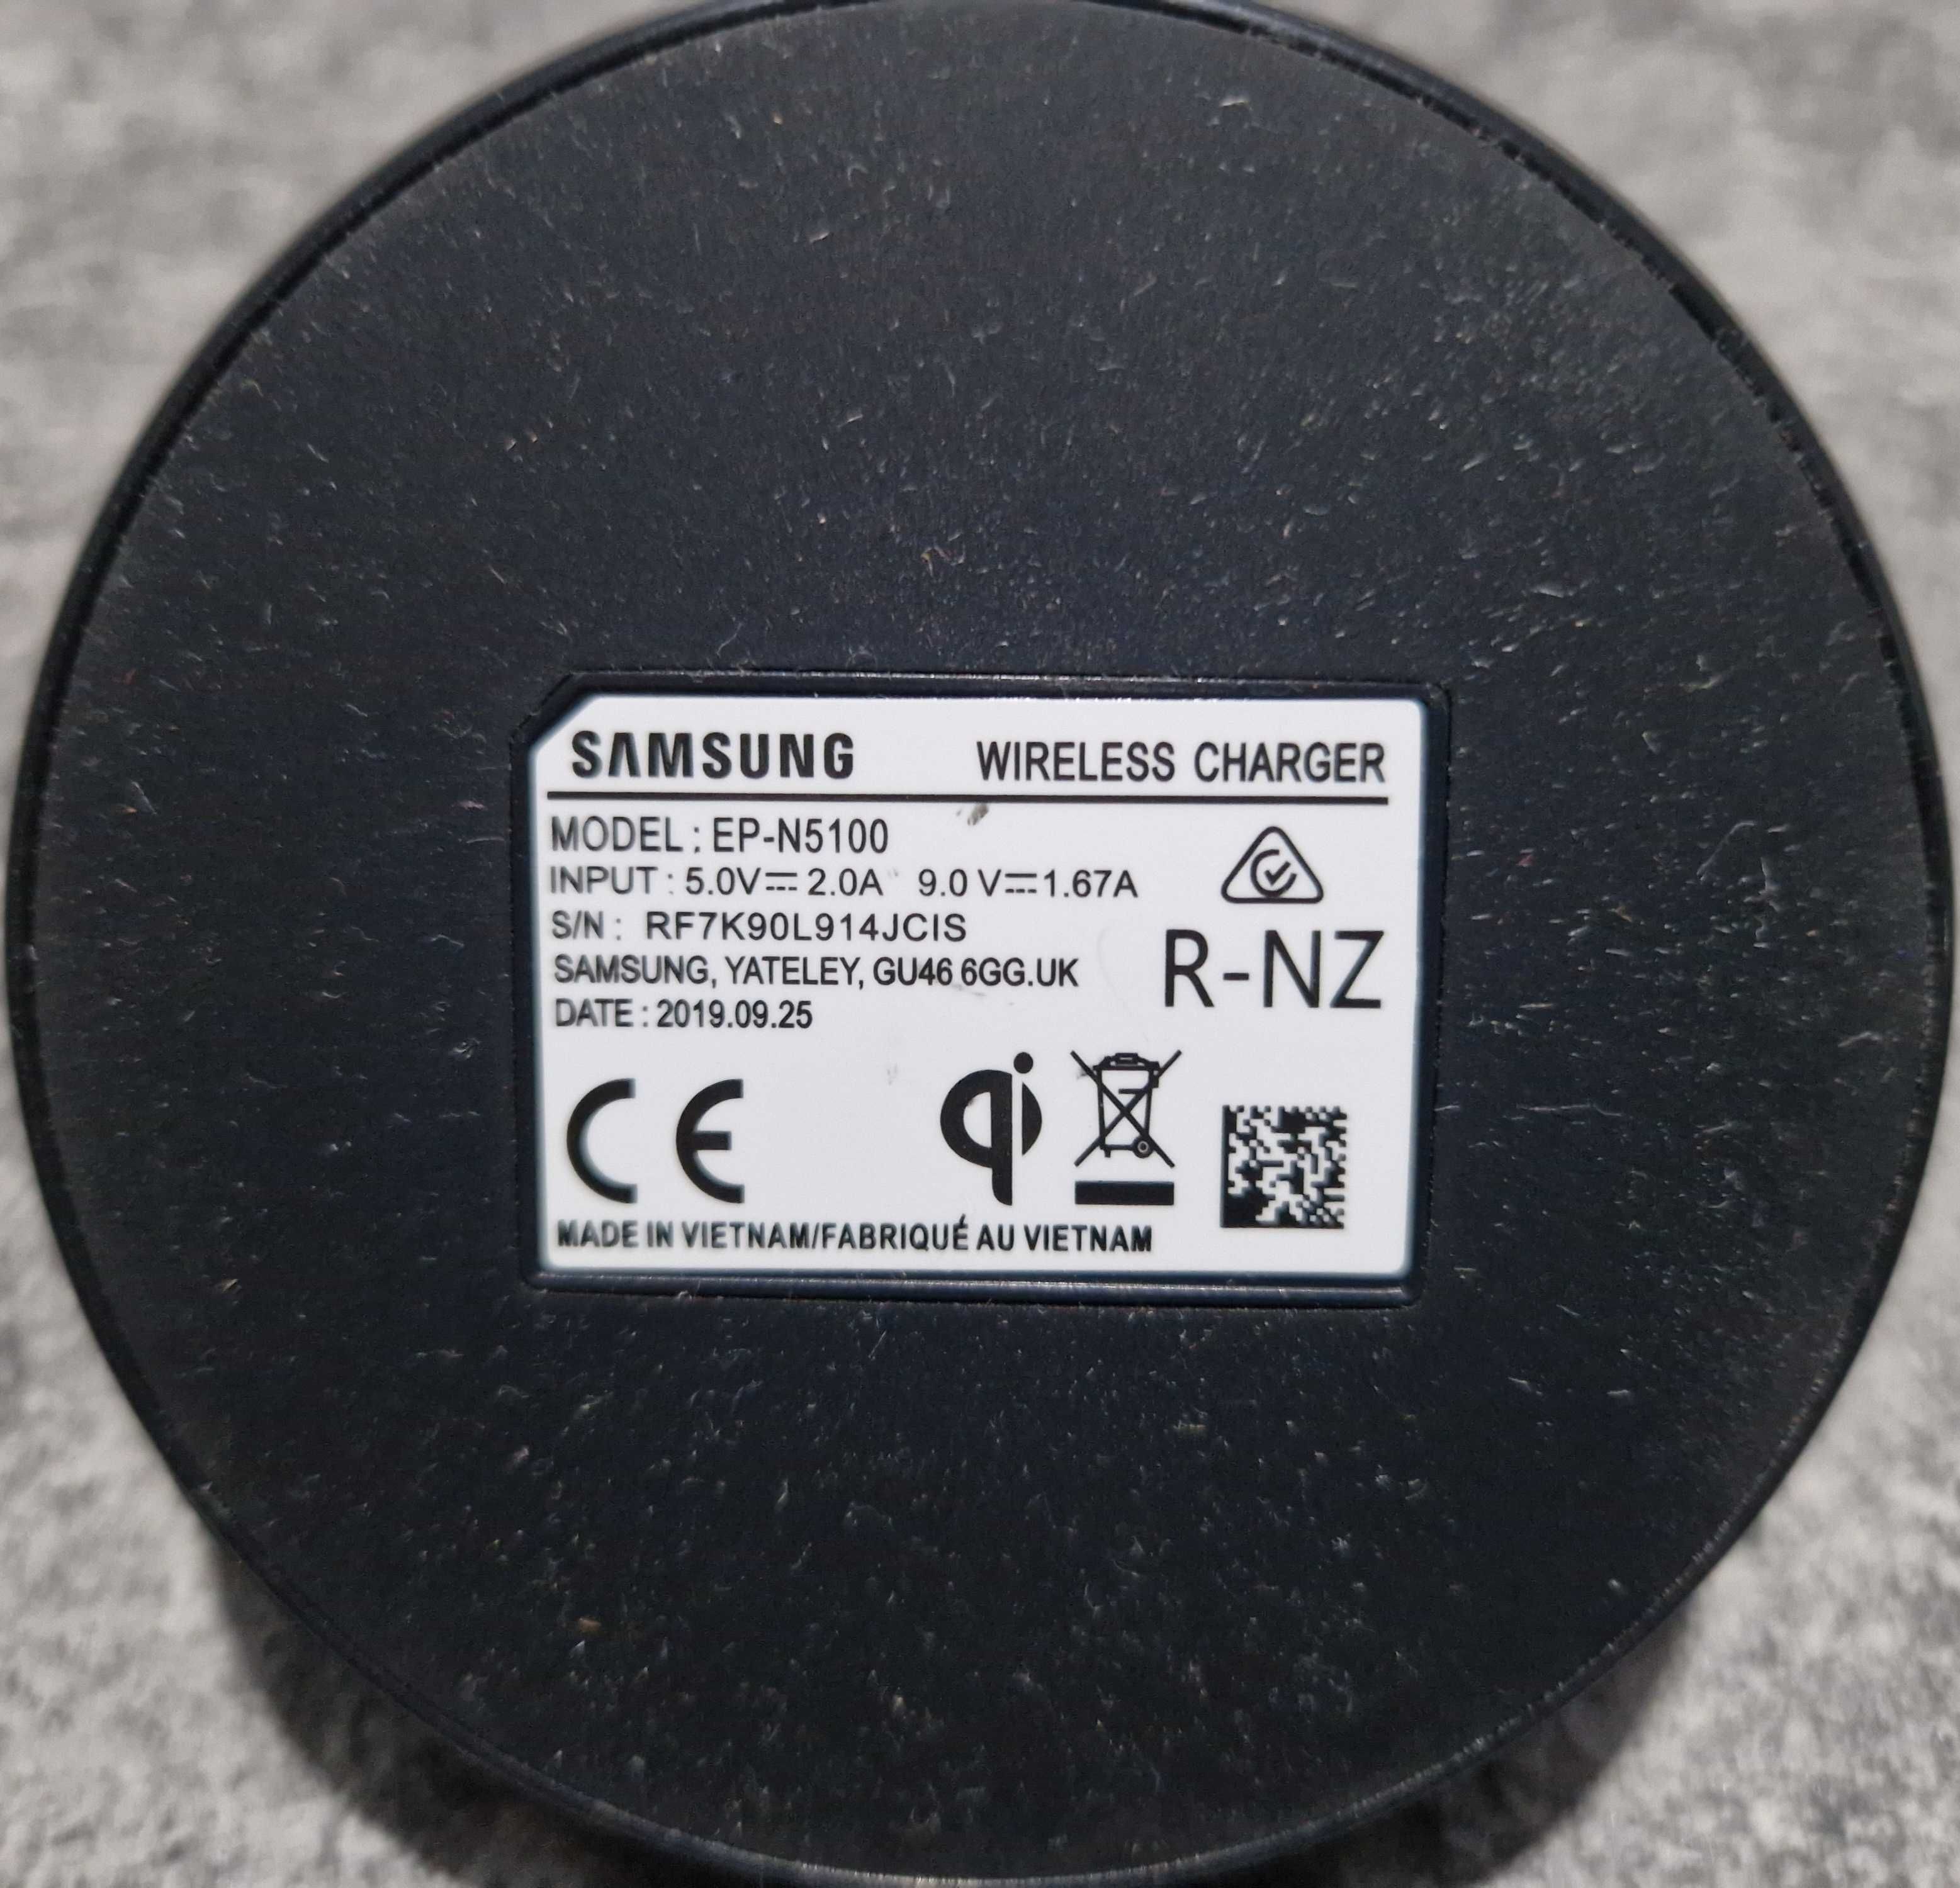 SAMSUNG WIRELESS CHARGER
MODEL : EP-N5100
INPUT : 5.0V⎓2.0A 9.0 V⎓1.67A
S/N : RF7K90L914JCIS
SAMSUNG, YATELEY, GU46 6GG.UK
DATE : 2019.09.25
R-NZ
CE qi
MADE IN VIETNAM/FABRIQUÉ AU VIETNAM